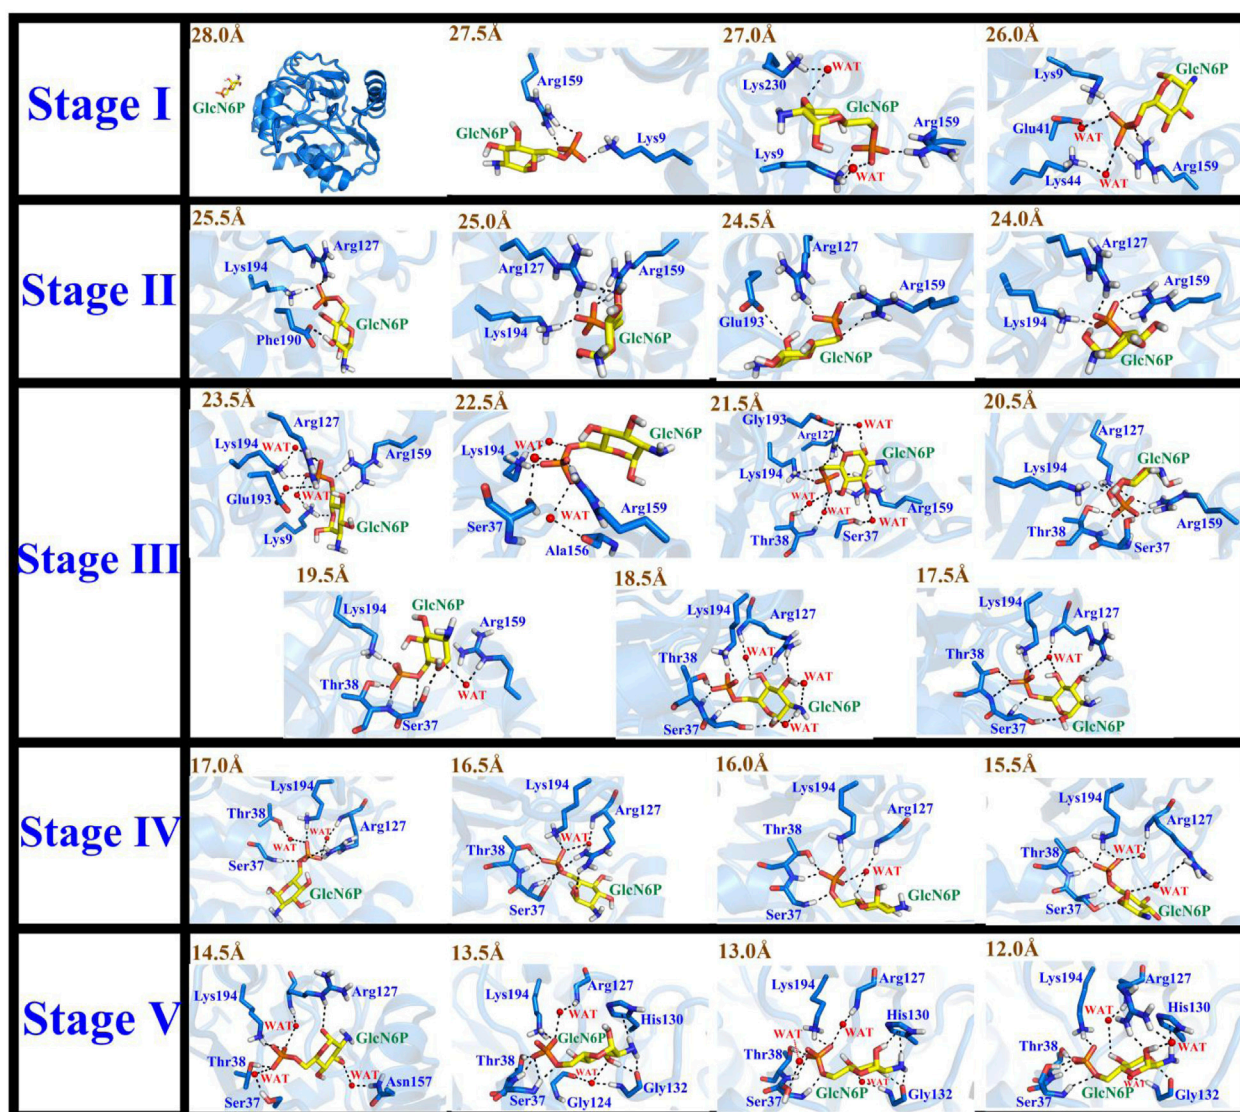 Stage I
28.0Å
GlcN6P
27.5Å
Arg159
GlcN6P
Lys9
27.0Å
WAT
Lys230
GlcN6P
Arg159
Lys9
WAT
26.0Å
Lys9
GlcN6P
Glu41
WAT
Lys44
WAT
Arg159
Stage II
25.5Å
Arg127
Lys194
Phe190
GlcN6P
25.0Å
Arg127
Arg159
Lys194
GlcN6P
24.5Å
Arg127
Arg159
Glu193
GlcN6P
24.0Å
Arg127
Arg159
Lys194
GlcN6P
Stage III
23.5Å
Arg127
Lys194
WAT
Arg159
Glu193
WAT
GlcN6P
Lys9
22.5Å
GlcN6P
WAT
Lys194
Ser37
WAT
Arg159
Ala156
21.5Å
Gly193
WAT
Arg127
Lys194
WAT
WAT
Arg159
WAT
Thr38
Ser37
20.5Å
Arg127
GlcN6P
Lys194
Thr38
Arg159
Ser37
19.5Å
GlcN6P
Lys194
Arg159
Thr38
WAT
Ser37
18.5Å
Lys194
Arg127
Thr38
WAT
WAT
GlcN6P
Ser37
WAT
17.5Å
Lys194
Arg127
Thr38
WAT
Ser37
GlcN6P
Stage IV
17.0Å
Lys194
Thr38
WAT
WAT
Arg127
Ser37
GlcN6P
16.5Å
Lys194
Arg127
WAT
Thr38
Ser37
GlcN6P
16.0Å
Lys194
Arg127
Thr38
WAT
GlcN6P
Ser37
15.5Å
Lys194
Arg127
Thr38
WAT
WAT
Ser37
GlcN6P
Stage V
14.5Å
Lys194
Arg127
WAT
GlcN6P
Thr38
WAT
Asn157
Ser37
13.5Å
Lys194
Arg127
WAT
His130
GlcN6P
Thr38
WAT
Gly132
Ser37
Gly124
13.0Å
Lys194
Arg127
His130
WAT
WAT
Thr38
WAT
GlcN6P
Gly132
Ser37
12.0Å
Lys194
Arg127
WAT
His130
WAT
Thr38
WAT
Ser37
GlcN6P
Gly132